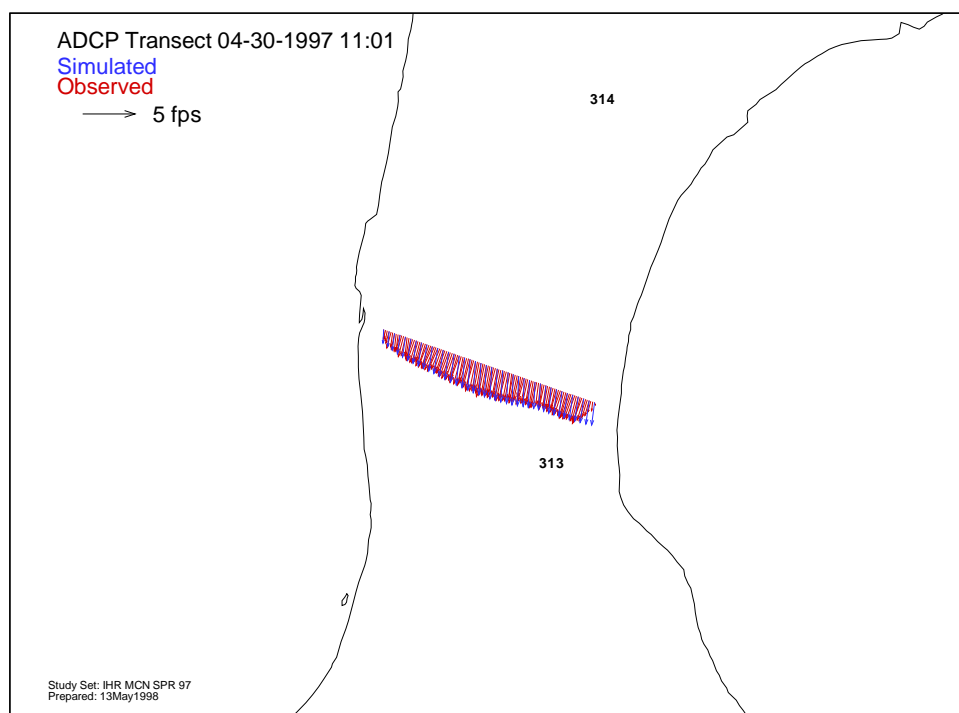 ADCP Transect 04-30-1997 11:01
Simulated
Observed
5 fps
314
313
Study Set: IHR MCN SPR 97
Prepared: 13May1998